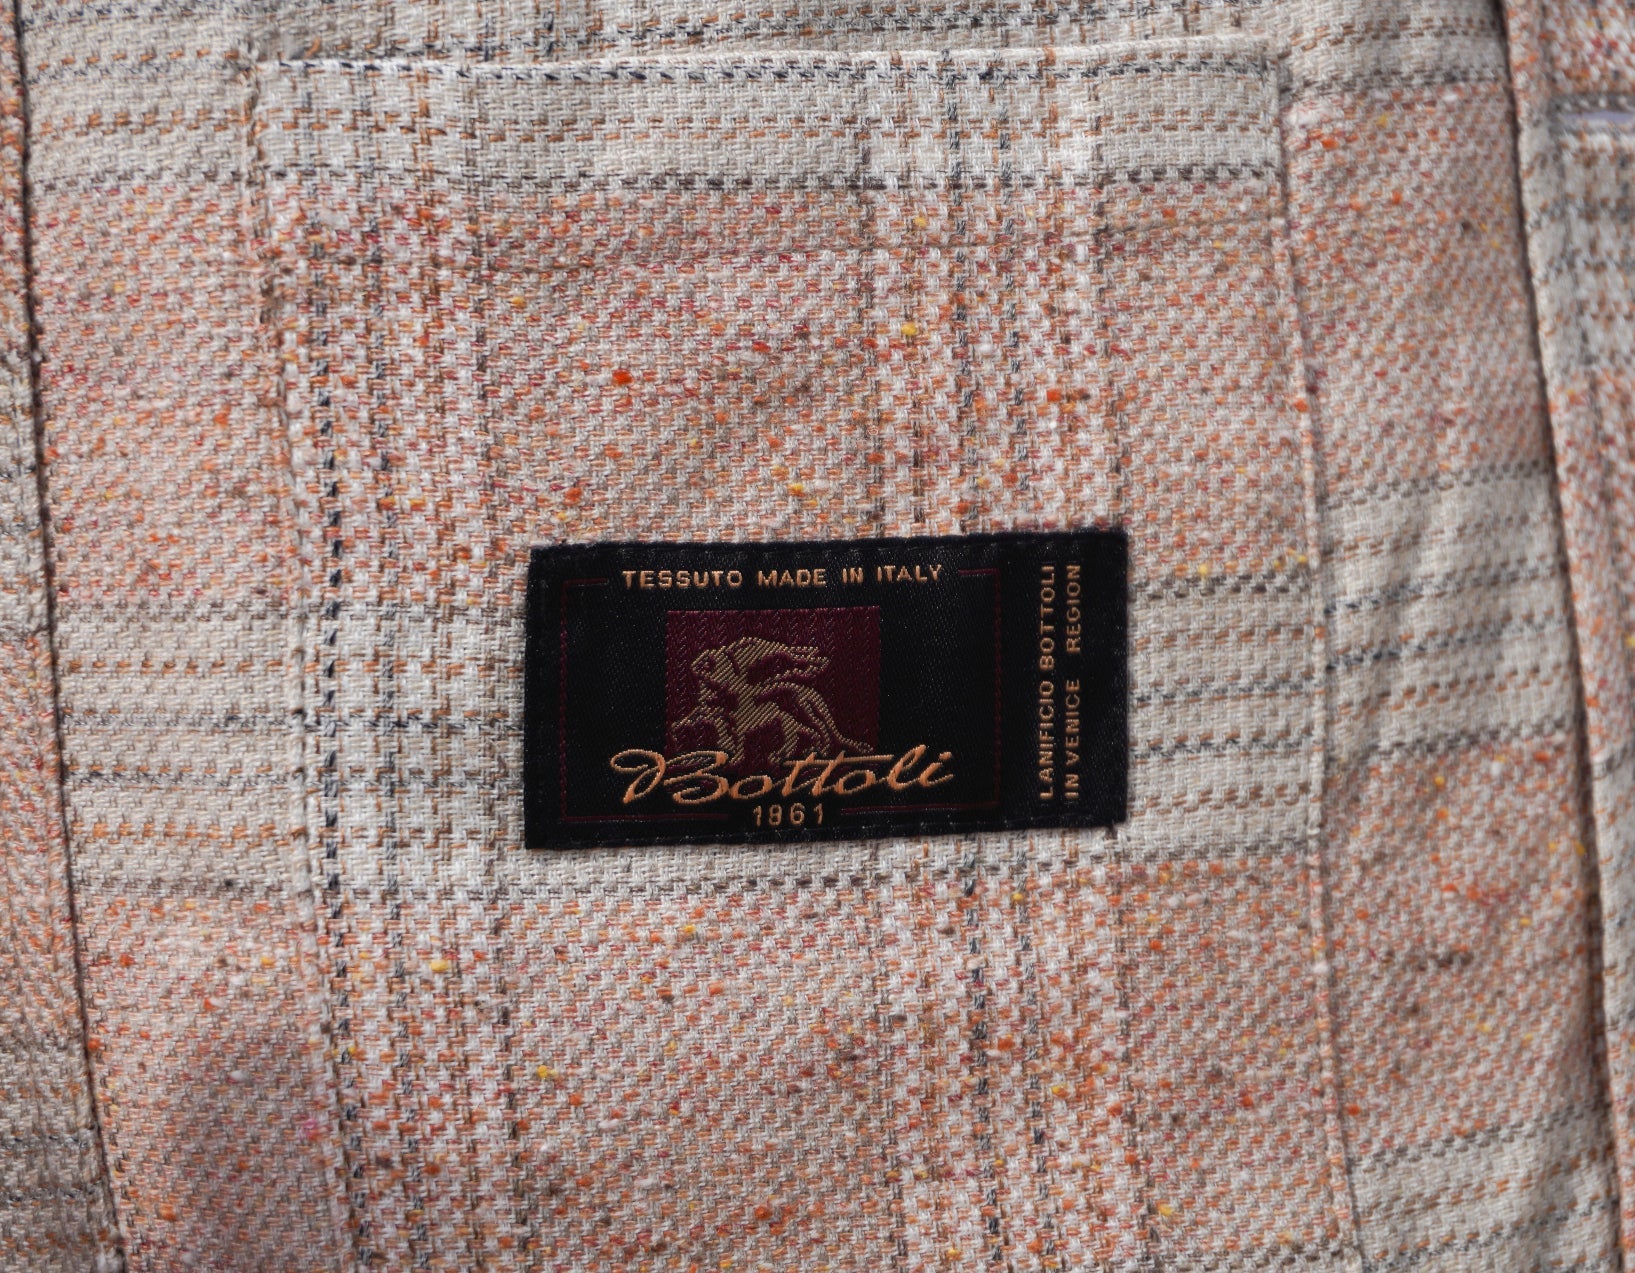 TESSUTO MADE IN ITALY
Bottoli
1861
LANIFICIO BOTTOLI
IN VENICE REGION